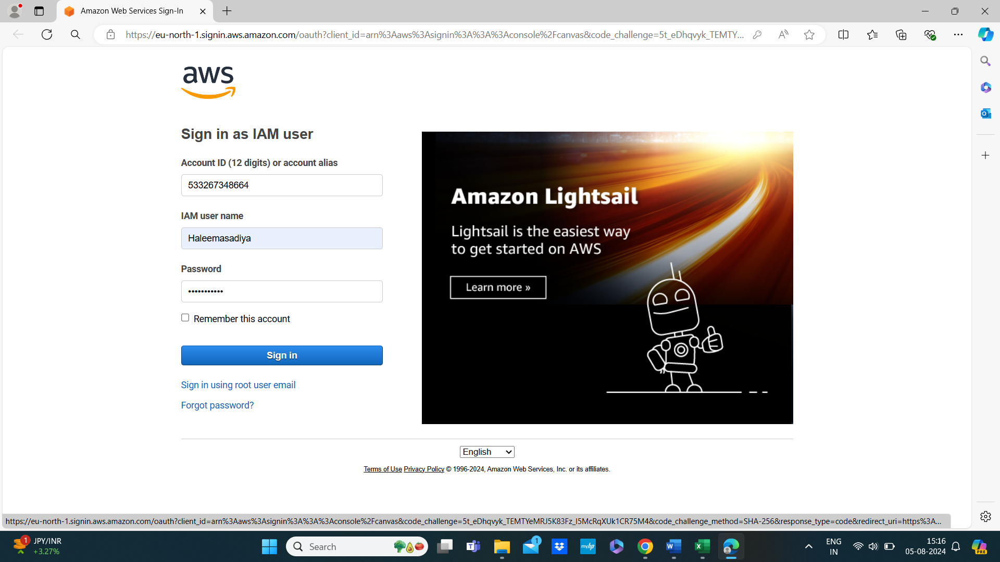 Amazon Web Services Sign-In
https://eu-north-1.signin.aws.amazon.com/oauth?client_id=arn%3Aaws%3Asignin%3A%3A%3Aconsole%2Fcanvas&code_challenge=5t_eDhqvyk_TEMTY...
aws
Sign in as IAM user
Account ID (12 digits) or account alias
533267348664
IAM user name
Haleemasadiya
Password
•••••••••••
Remember this account
Sign in
Sign in using root user email
Forgot password?
Amazon Lightsail
Lightsail is the easiest way
to get started on AWS
Learn more »
English
Terms of Use Privacy Policy © 1996-2024, Amazon Web Services, Inc. or its affiliates.
https://eu-north-1.signin.aws.amazon.com/oauth?client_id=arn%3Aaws%3Asignin%3A%3A%3Aconsole%2Fcanvas&code_challenge=5t_eDhqvyk_TEMTYeMRJ5K83Fz_I5McRqXUk1CR75M4&code_challenge_method=SHA-256&response_type=code&redirect_uri=https%3A...
1
JPY/INR
+3.27%
Search
1
myhp
ENG
IN
15:16
05-08-2024
PRE